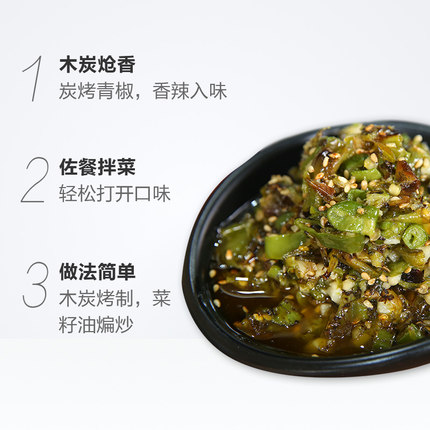 1 木炭炝香
炭烤青椒，香辣入味
2 佐餐拌菜
轻松打开口味
3 做法简单
木炭烤制，菜
籽油煸炒